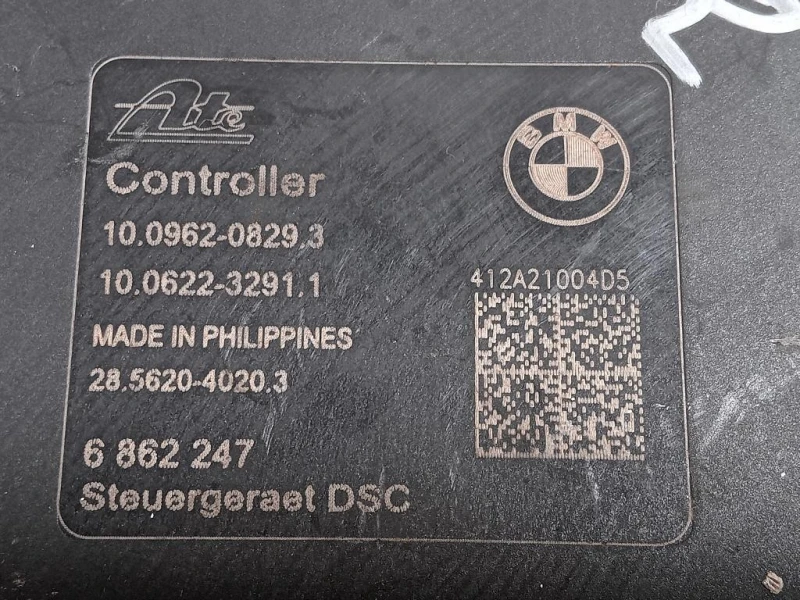 Ate
BMW
Controller
10.0962-0829.3
10.0622-3291.1
412A21004D5
MADE IN PHILIPPINES
28.5620-4020.3
6 862 247
Steuergeraet DSC